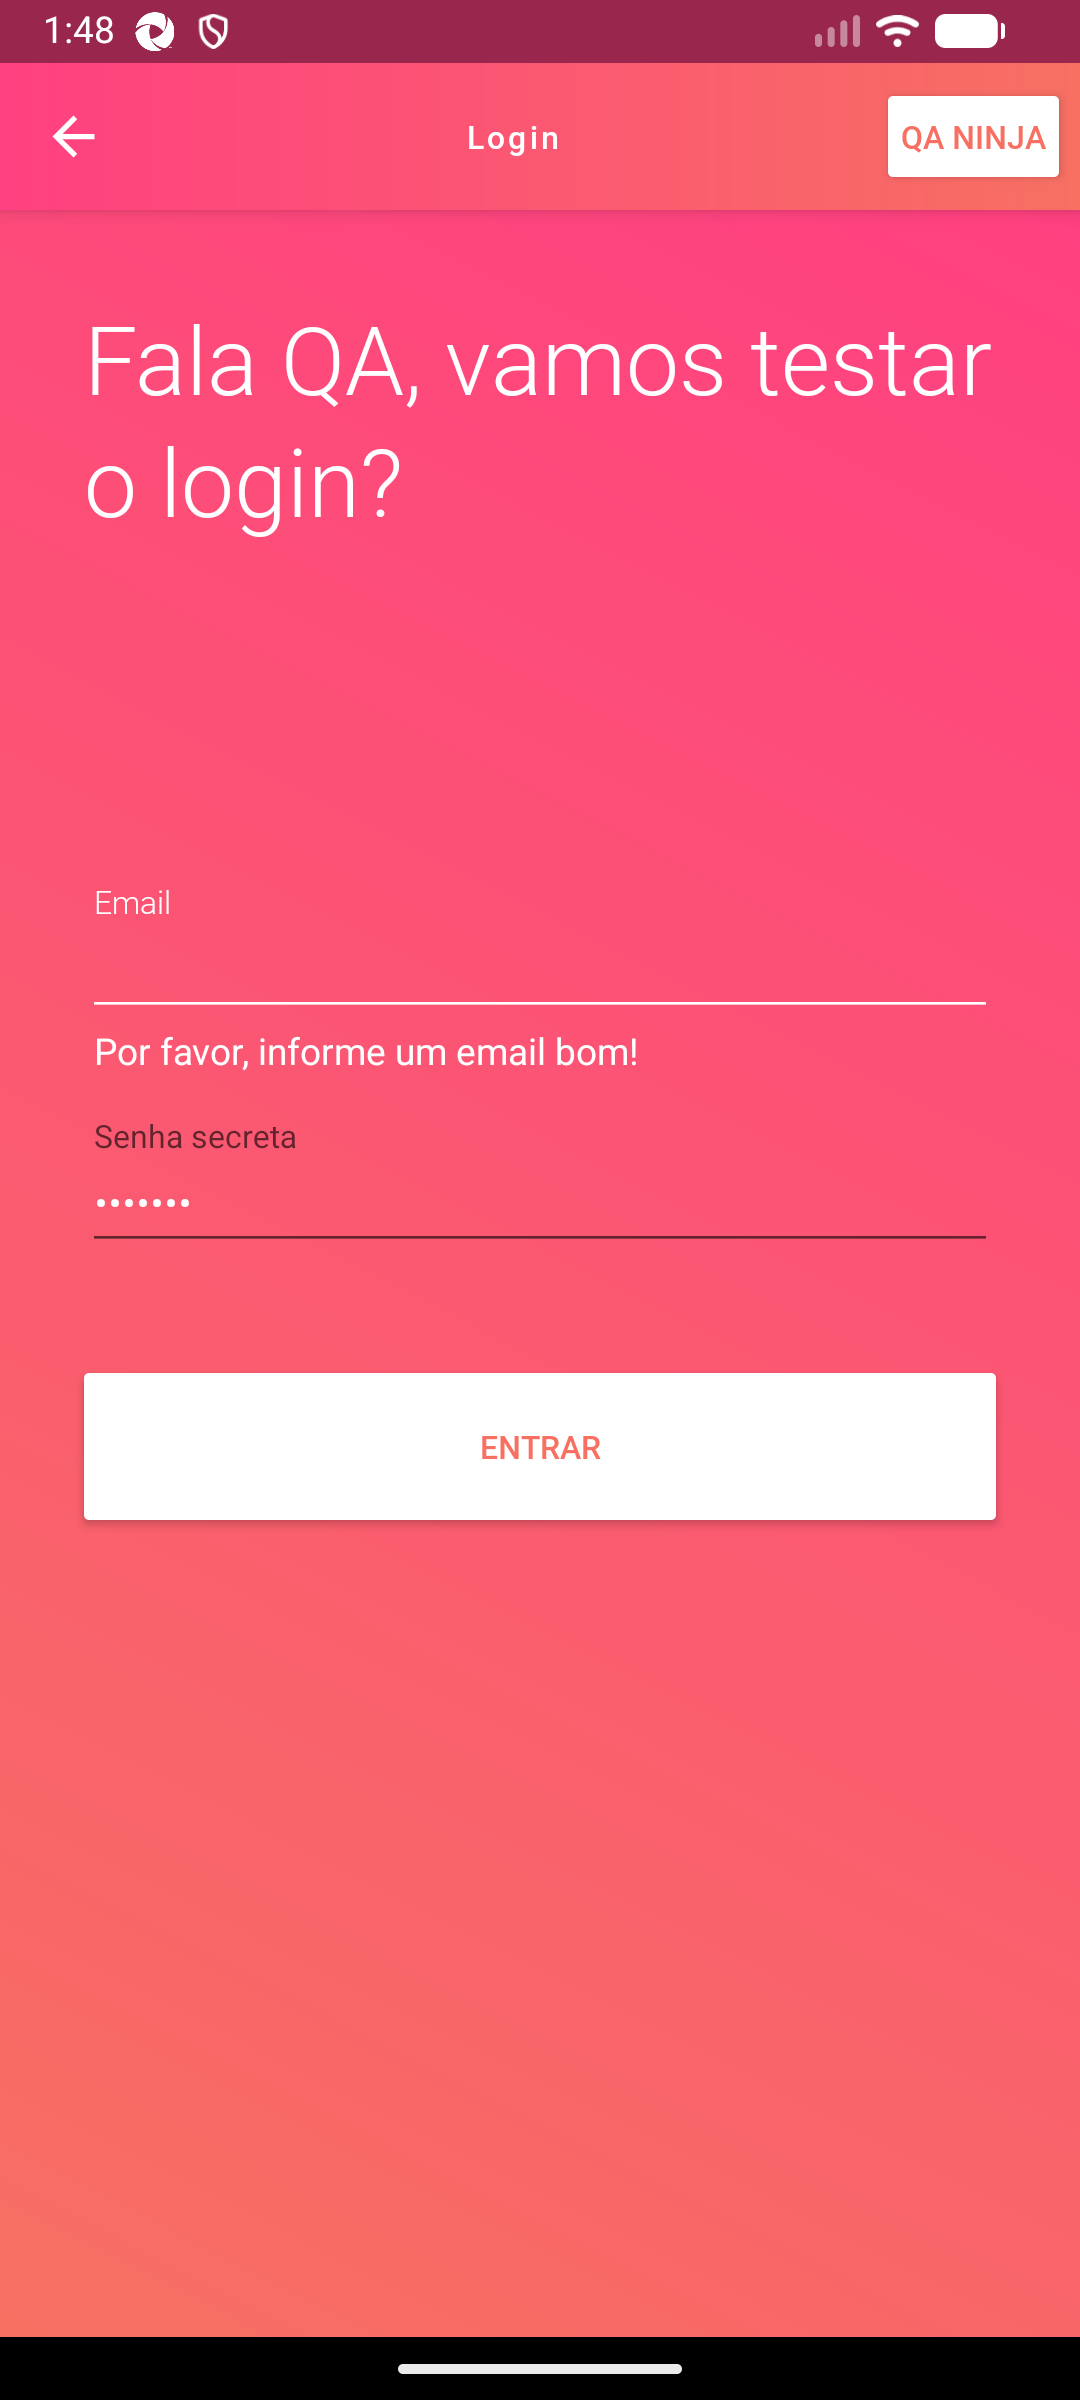 1:48
Login
QA NINJA
Fala QA, vamos testar
o login?
Email
Por favor, informe um email bom!
Senha secreta
•••••••
ENTRAR